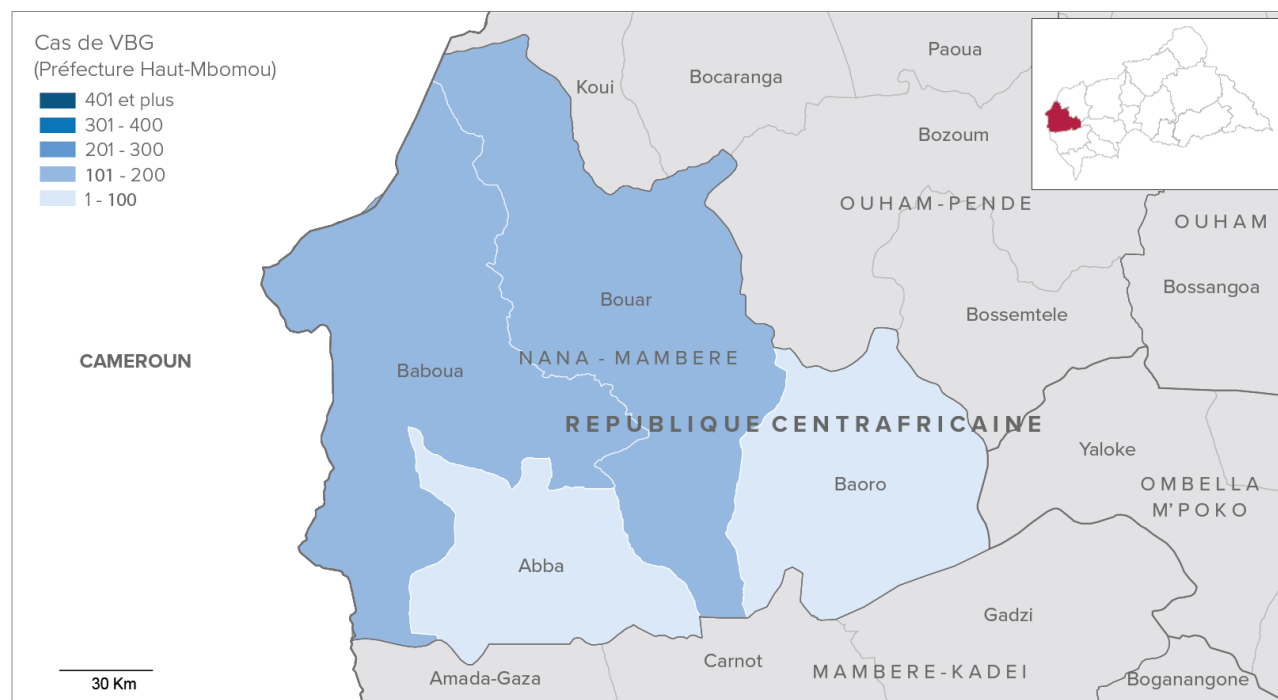 Cas de VBG
(Préfecture Haut-Mbomou)
401 et plus
301 - 400
201 - 300
101 - 200
1 - 100
Paoua
Koui
Bocaranga
Bozoum
OUHAM-PENDE
OUHAM
Bossangoa
Bouar
Bossemtele
CAMEROUN
NANA - MAMBERE
Baboua
REPUBLIQUE CENTRAFRICAINE
Yaloke
Baoro
OMBELLA
M'POKO
Abba
Gadzi
Carnot
MAMBERE-KADEI
Amada-Gaza
Boganangone
30 Km